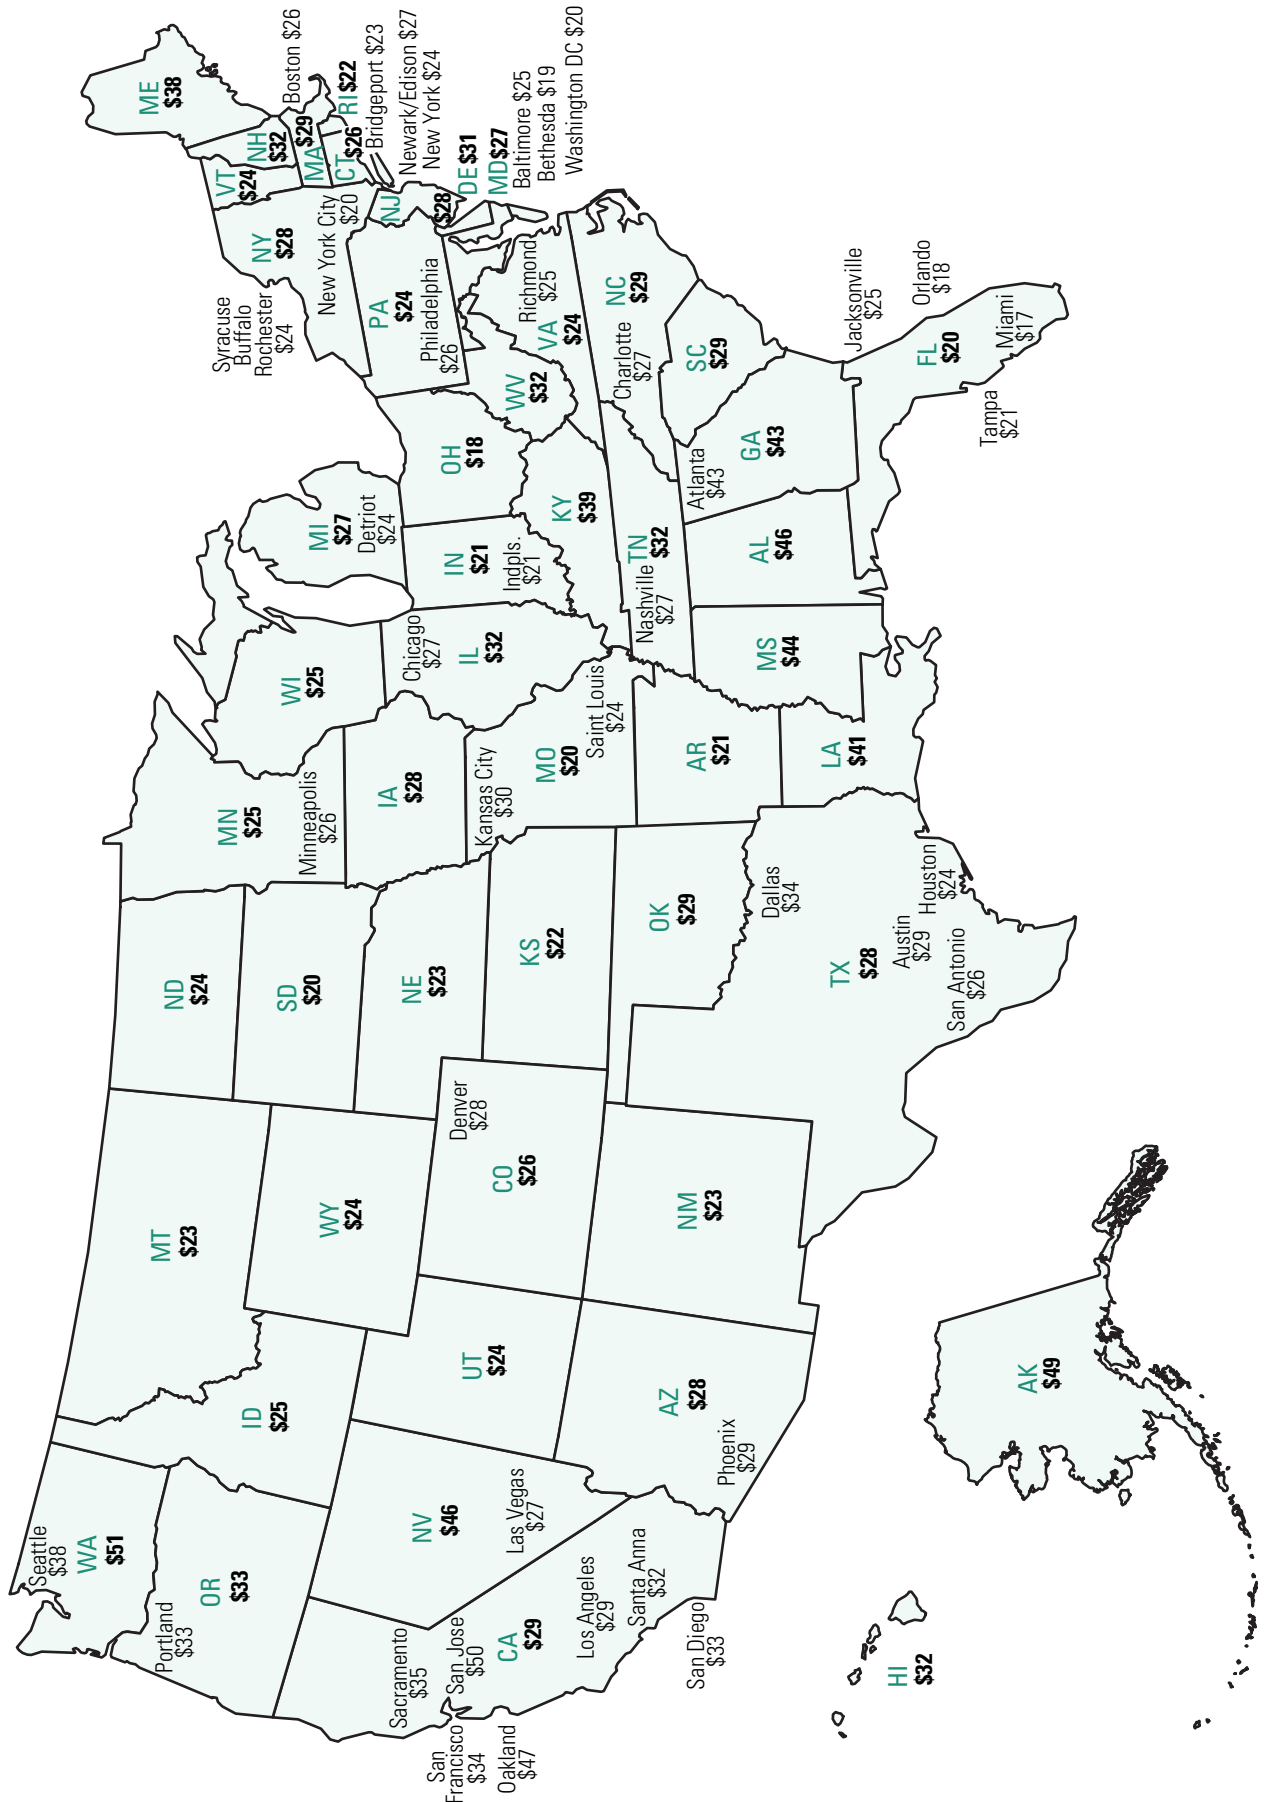 Seattle
$38
WA
$51
Portland
$33
OR
$33
Sacramento
$35
San
Francisco
$34
Oakland
$47
San Jose
$50
CA
$29
Los Angeles
$29
Santa Anna
$32
San Diego
$33
NV
$46
Las Vegas
$27
ID
$25
MT
$23
WY
$24
UT
$24
AZ
$28
Phoenix
$29
Denver
$28
CO
$26
NM
$23
ND
$24
SD
$20
NE
$23
KS
$22
OK
$29
Dallas
$34
TX
$28
Austin
$29
Houston
$24
San Antonio
$26
MN
$25
Minneapolis
$26
IA
$28
Kansas City
$30
MO
$20
Saint Louis
$24
AR
$21
LA
$41
WI
$25
Chicago
$27
IL
$32
MI
$27
Detriot
$24
IN
$21
Indpls.
$21
OH
$18
KY
$39
Nashville
$27
TN
$32
MS
$44
AL
$46
Atlanta
$43
GA
$43
Jacksonville
$25
Orlando
$18
FL
$20
Tampa
$21
Miami
$17
SC
$29
Charlotte
$27
NC
$29
Richmond
$25
VA
$24
WV
$32
PA
$24
Philadelphia
$26
Syracuse
Buffalo
Rochester
$24
NY
$28
New York City
$20
VT
$24
NH
$32
ME
$38
Boston $26
MA
$29
RI $22
CT
$26
Bridgeport $23
NJ
$28
Newark/Edison $27
New York $24
DE $31
MD $27
Baltimore $25
Bethesda $19
Washington DC $20
AK
$49
HI
$32